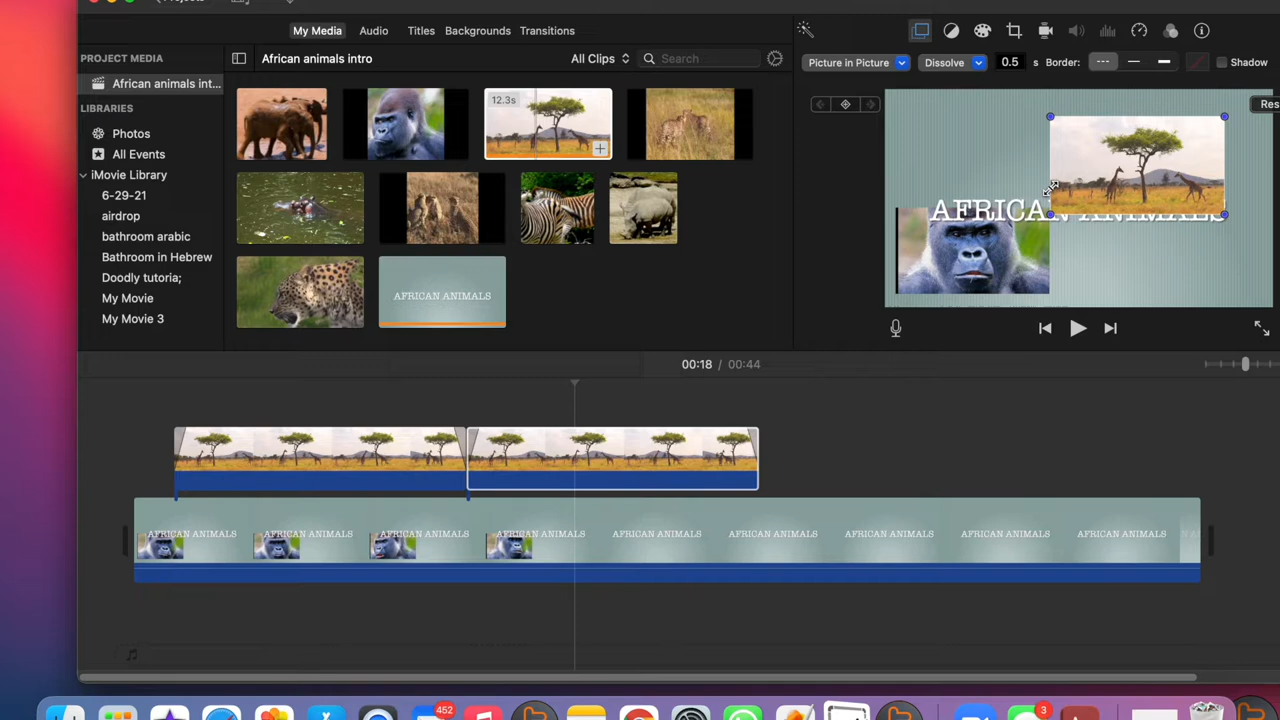 Projects
My Media Audio Titles Backgrounds Transitions
PROJECT MEDIA
African animals int...
LIBRARIES
Photos
All Events
iMovie Library
6-29-21
airdrop
bathroom arabic
Bathroom in Hebrew
Doodly tutoria;
My Movie
My Movie 3
African animals intro
All Clips
Search
12.3s
AFRICAN ANIMALS
Picture in Picture
Dissolve
0.5 s
Border:
Shadow
Res
AFRICAN ANIMALS
00:18 / 00:44
AFRICAN ANIMALS AFRICAN ANIMALS AFRICAN ANIMALS AFRICAN ANIMALS AFRICAN ANIMALS AFRICAN ANIMALS AFRICAN ANIMALS AFRICAN ANIMALS AFRICAN ANIMALS
452
3